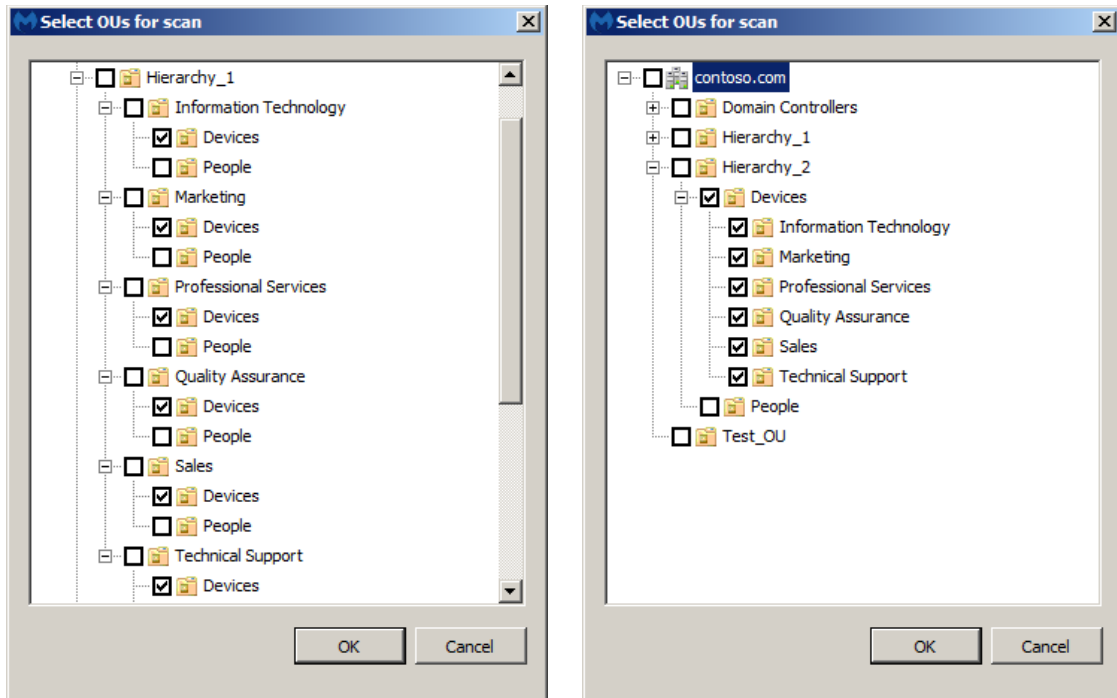 Select OUs for scan
Hierarchy_1
Information Technology
Devices
People
Marketing
Devices
People
Professional Services
Devices
People
Quality Assurance
Devices
People
Sales
Devices
People
Technical Support
Devices
OK Cancel
Select OUs for scan
contoso.com
Domain Controllers
Hierarchy_1
Hierarchy_2
Devices
Information Technology
Marketing
Professional Services
Quality Assurance
Sales
Technical Support
People
Test_OU
OK Cancel